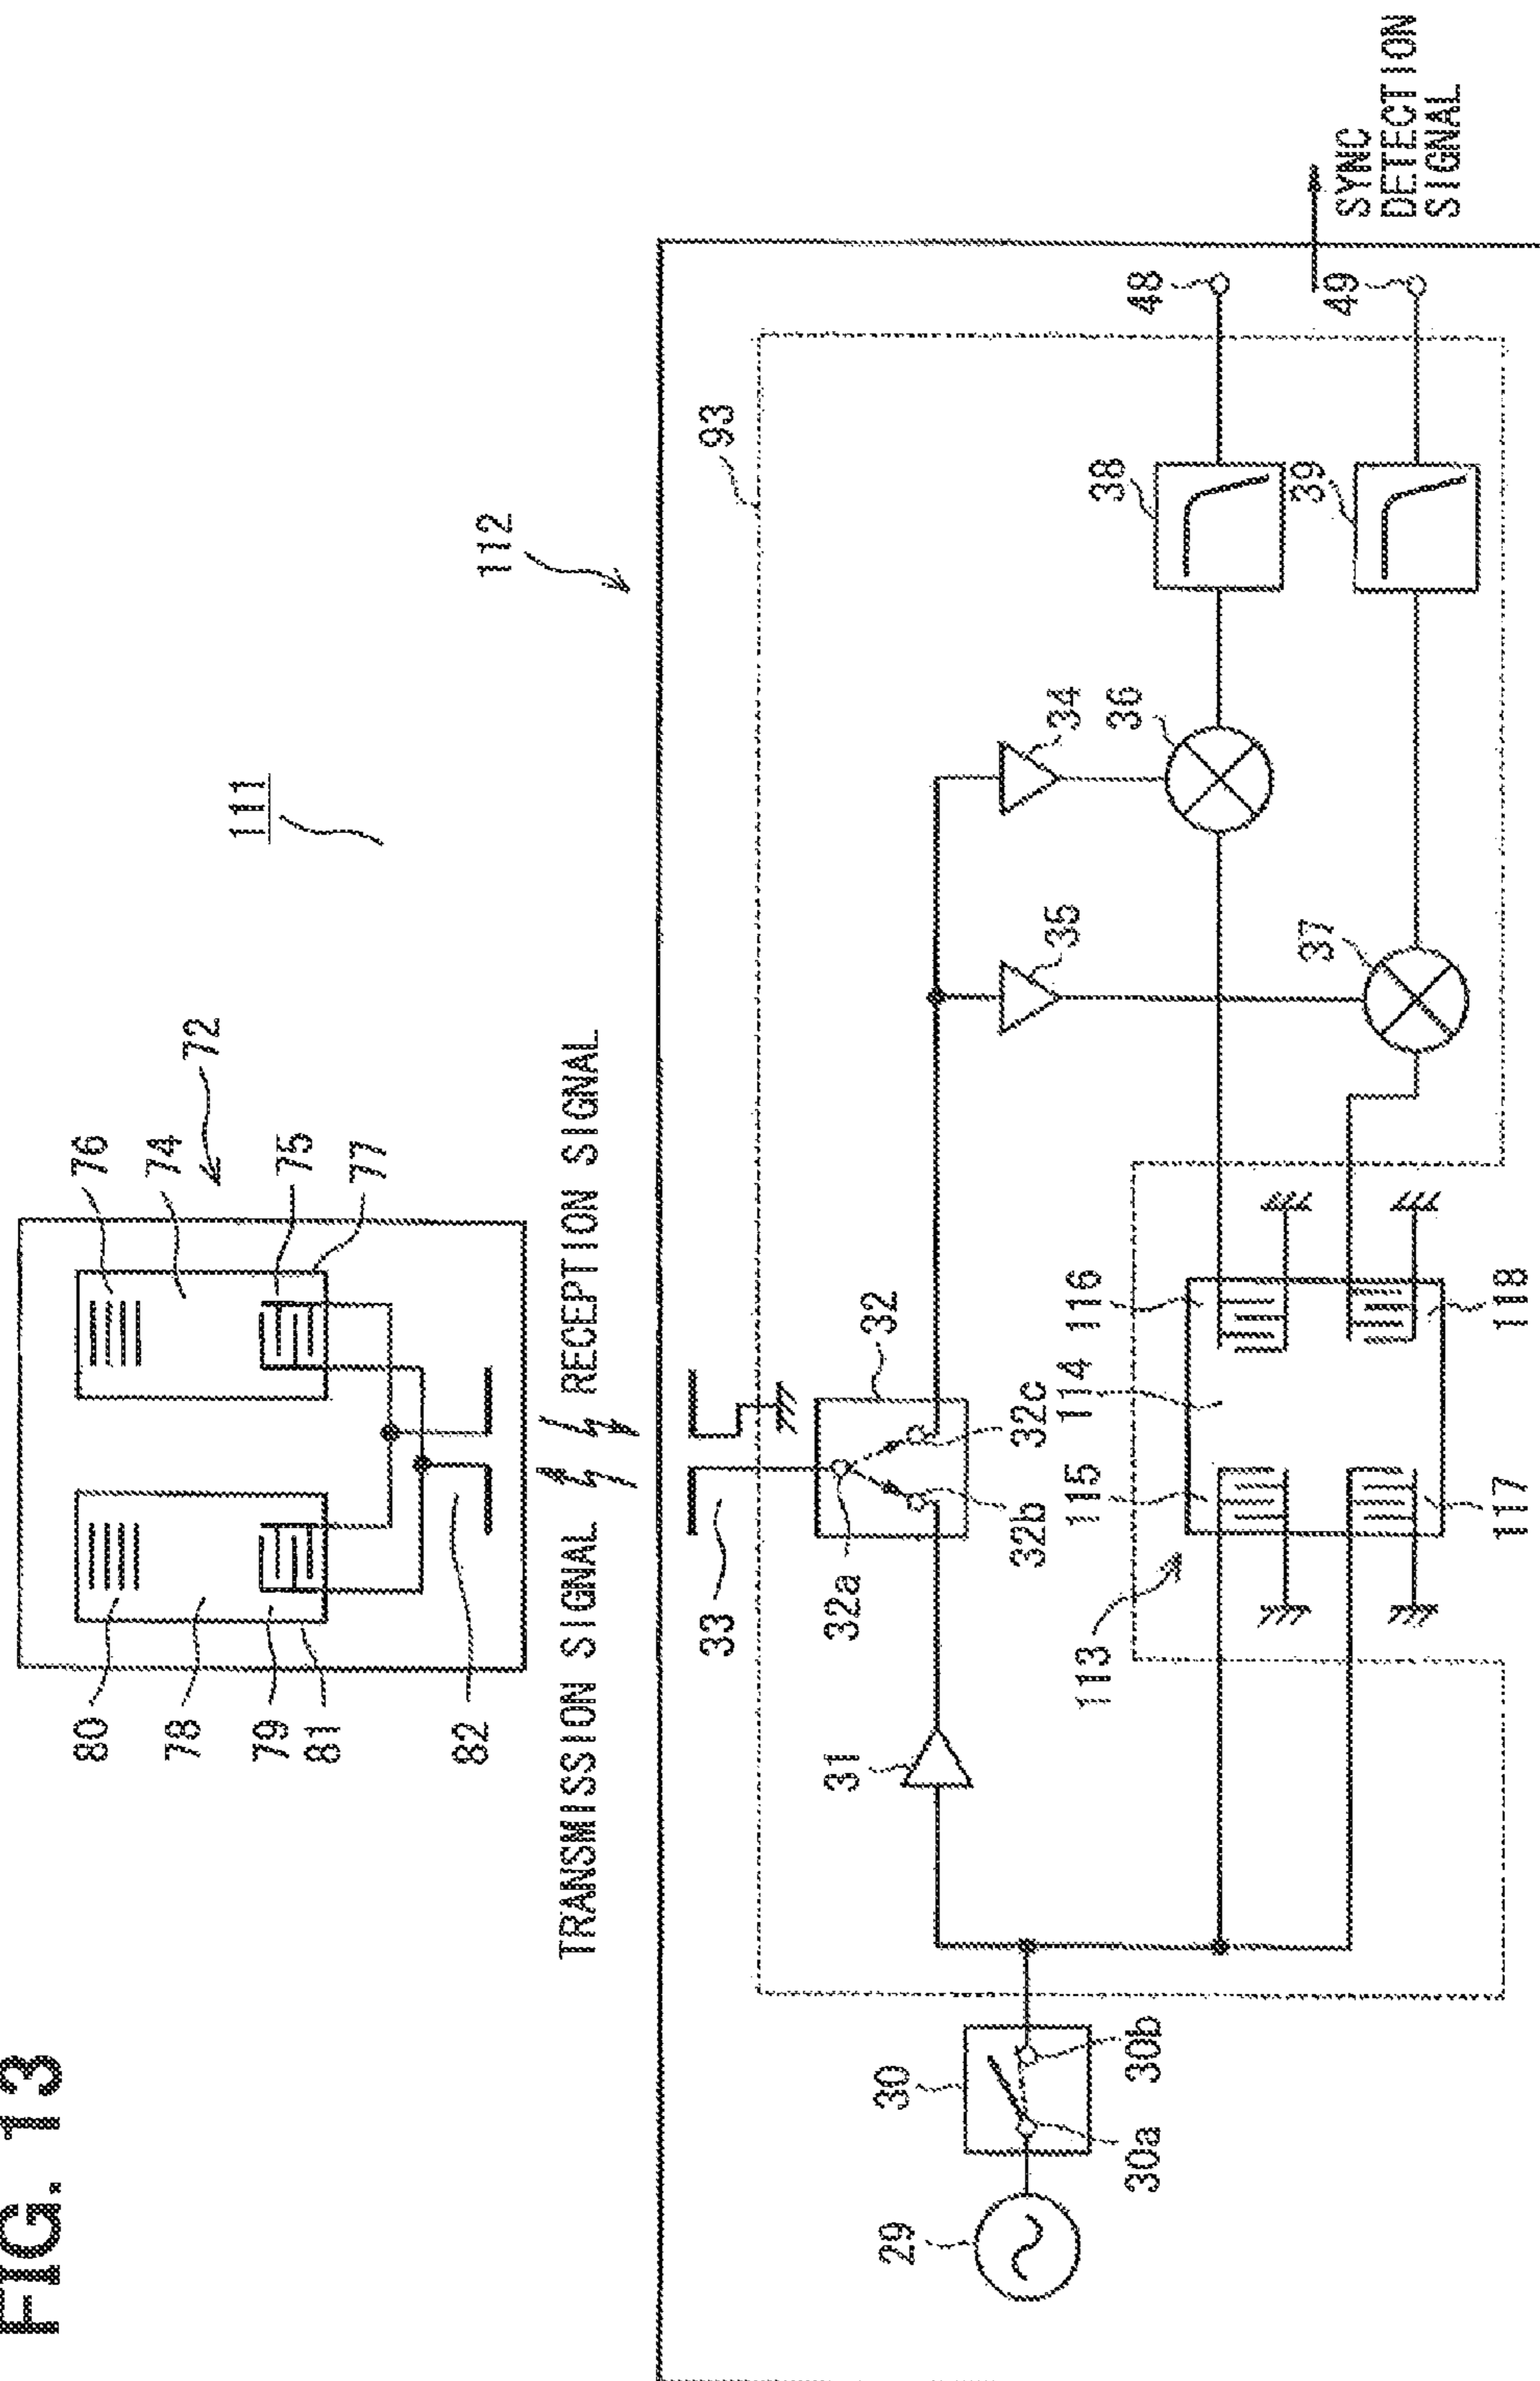 FIG. 13
111
112
80
78
79
81
82
76
74
72
75
77
TRANSMISSION SIGNAL
RECEPTION SIGNAL
93
33
32
32a
32b
32c
31
34
35
36
37
38
39
48
49
SYNC
DETECTION
SIGNAL
113
114
115
116
117
118
29
30
30a
30b